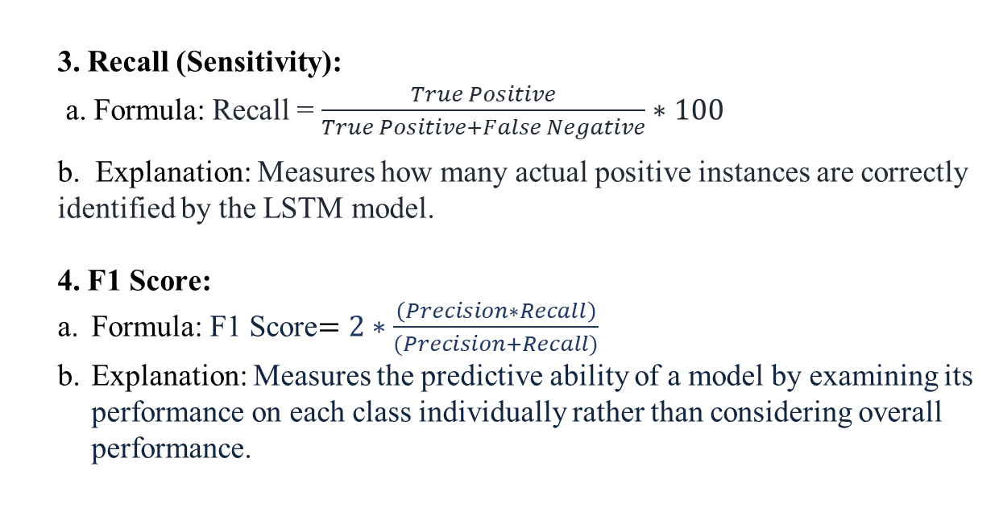 3. Recall (Sensitivity):
a. Formula: Recall = True Positive / True Positive+False Negative * 100
b. Explanation: Measures how many actual positive instances are correctly
identified by the LSTM model.
4. F1 Score:
a. Formula: F1 Score= 2 * (Precision*Recall) / (Precision+Recall)
b. Explanation: Measures the predictive ability of a model by examining its
performance on each class individually rather than considering overall
performance.